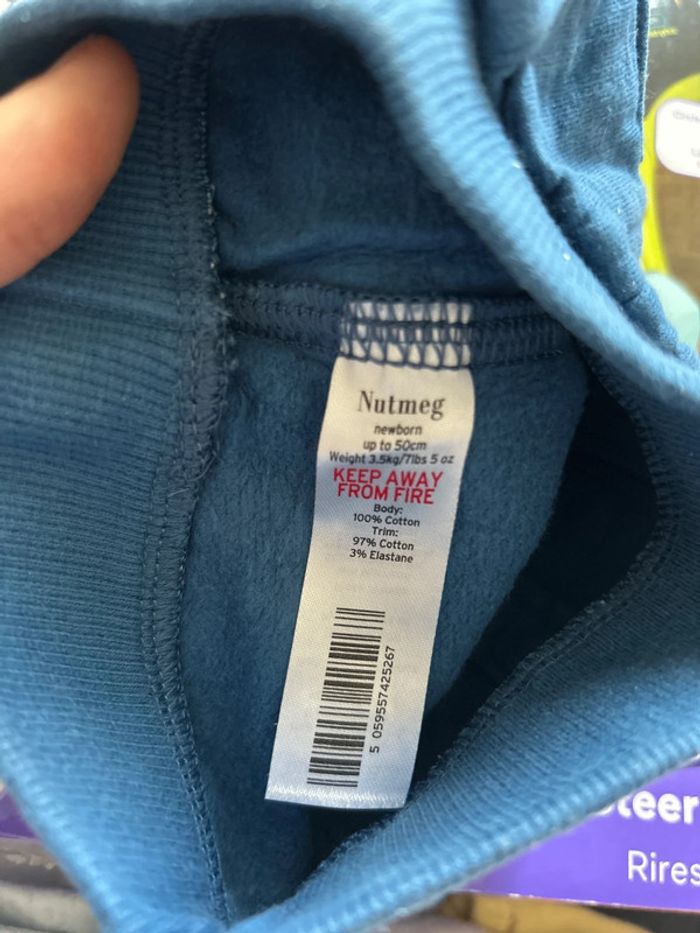 Nutmeg
newborn
up to 50cm
Weight 3.5kg/7lbs 5 oz
KEEP AWAY
FROM FIRE
Body:
100% Cotton
Trim:
97% Cotton
3% Elastane
5 059557425267